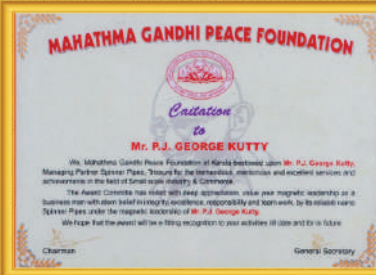 MAHATHMA GANDHI PEACE FOUNDATION
Caitation
to
Mr. P.J. GEORGE KUTTY
We, Mahathma Gandhi Peace Foundation of Kerala bestowed upon Mr. P.J. George Kutty,
Managing Partner Spinner Pipes, Trissure for the tremendous, meritorious and excellent services and
achievements in the field of Small scale industry & Commerce.
The Award Committe has noted with deep appreciation, value your magnetic leadership as a
business man with stern belief in integrity, excellence, responsibility and team work, by its reliable name
Spinner Pipes under the magnetic leadership of Mr. P.J. George Kutty.
We hope that the award will be a fitting recognition to your activities till date and for in future
Chairman
General Secretary